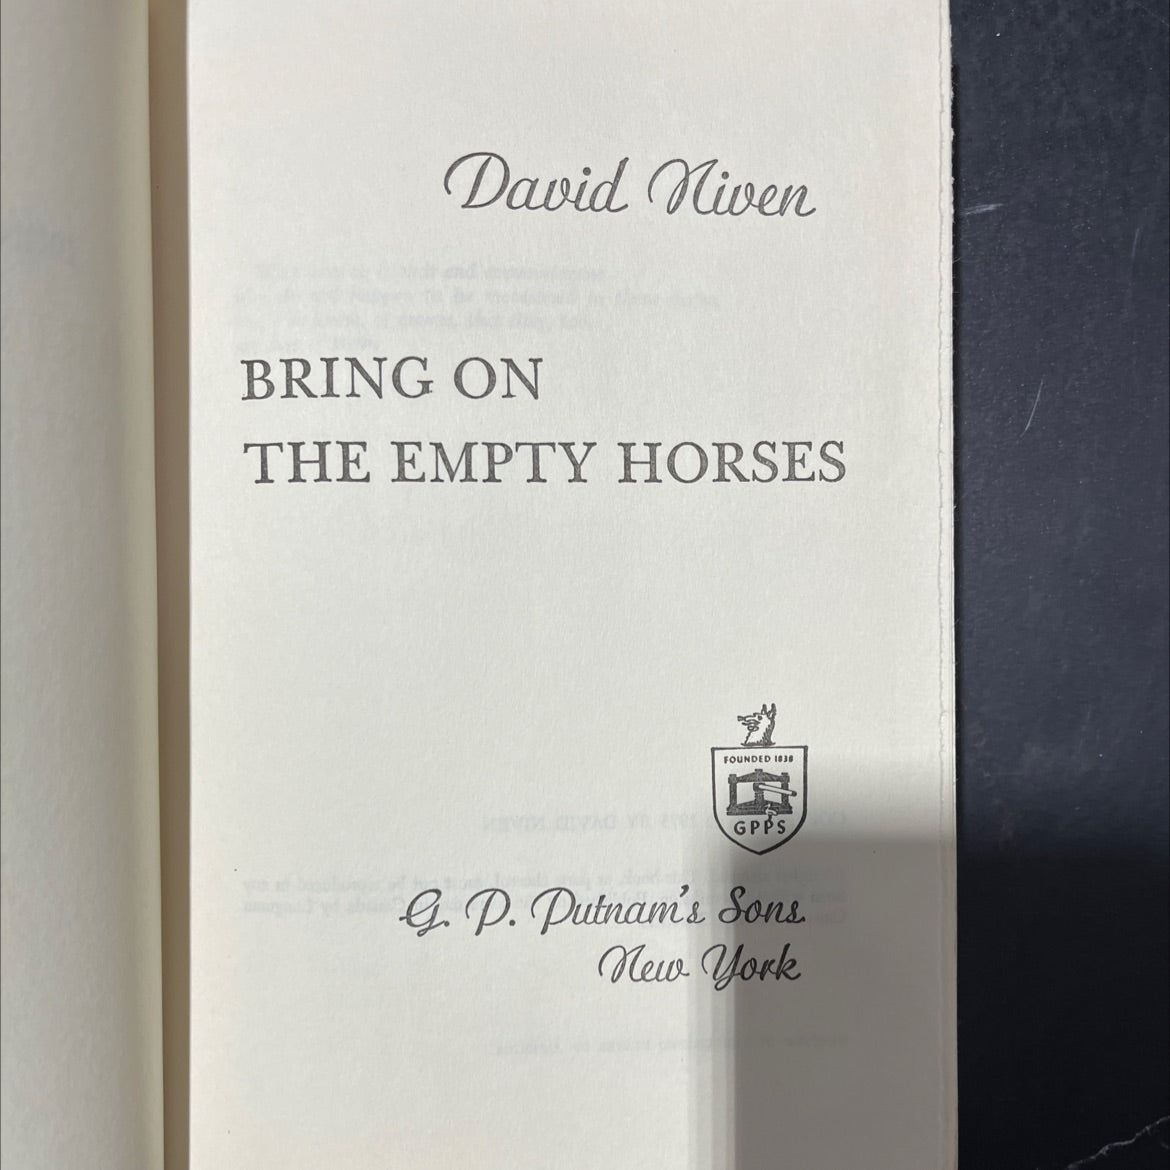 David Niven
BRING ON
THE EMPTY HORSES
FOUNDED 1838
GPPS
G. P. Putnam's Sons
New York